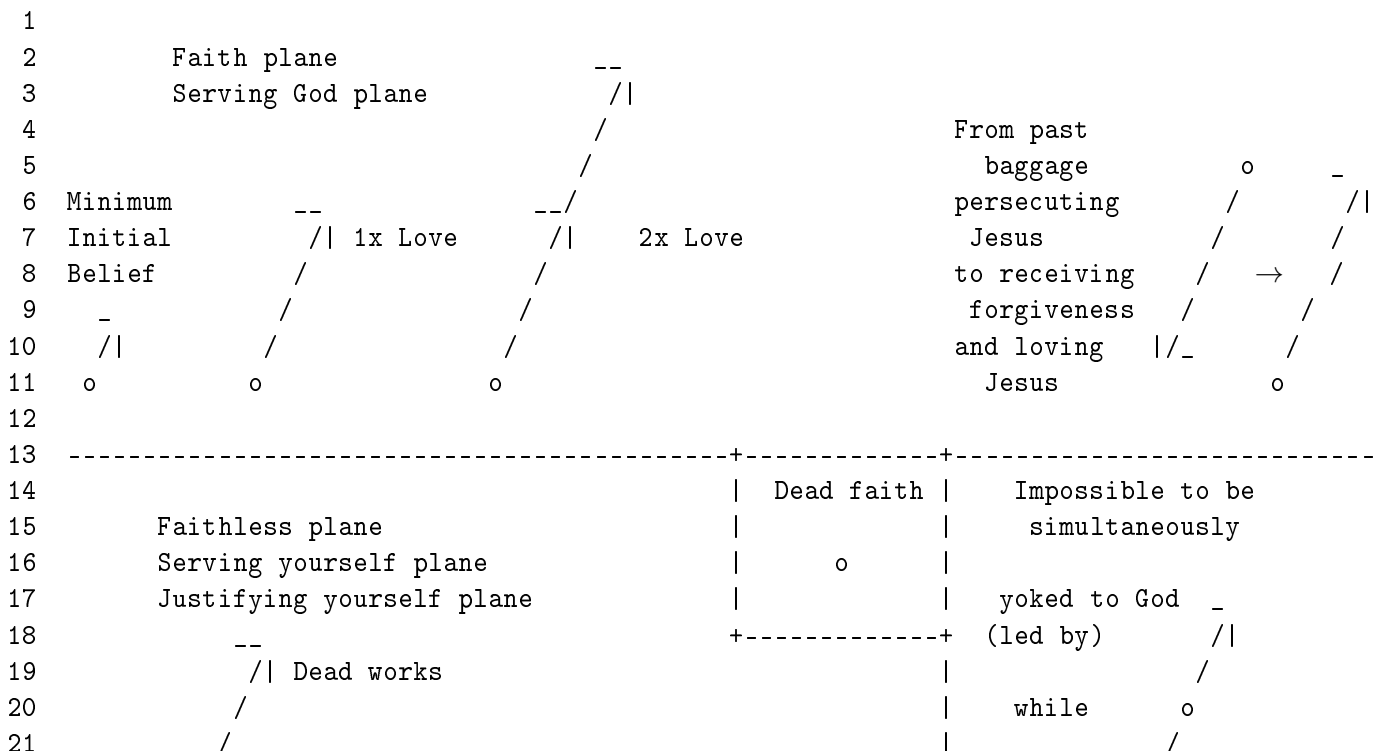 1
2 Faith plane __
3 Serving God plane /|
4 / From past
5 / baggage o _
6 Minimum __ __/ persecuting / /|
7 Initial /| 1x Love /| 2x Love Jesus / /
8 Belief / / to receiving / → /
9 _ / / forgiveness / /
10 /| / / and loving |/_ /
11 o o o Jesus o
12
13 --------------------------------------------+-------------+----------------------------
14 | Dead faith | Impossible to be
15 Faithless plane | | simultaneously
16 Serving yourself plane | o |
17 Justifying yourself plane | | yoked to God _
18 __ +-------------+ (led by) /|
19 /| Dead works | /
20 / | while o
21 / | /